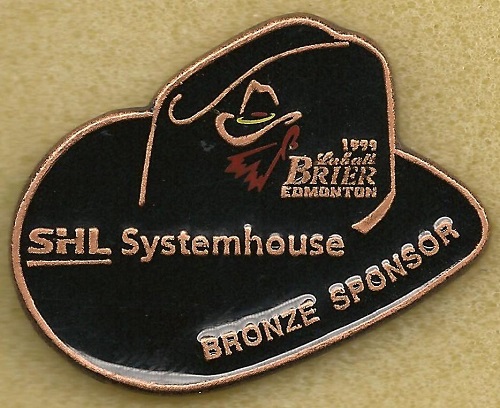 1999
Labatt
BRIER
EDMONTON
SHL Systemhouse
BRONZE SPONSOR